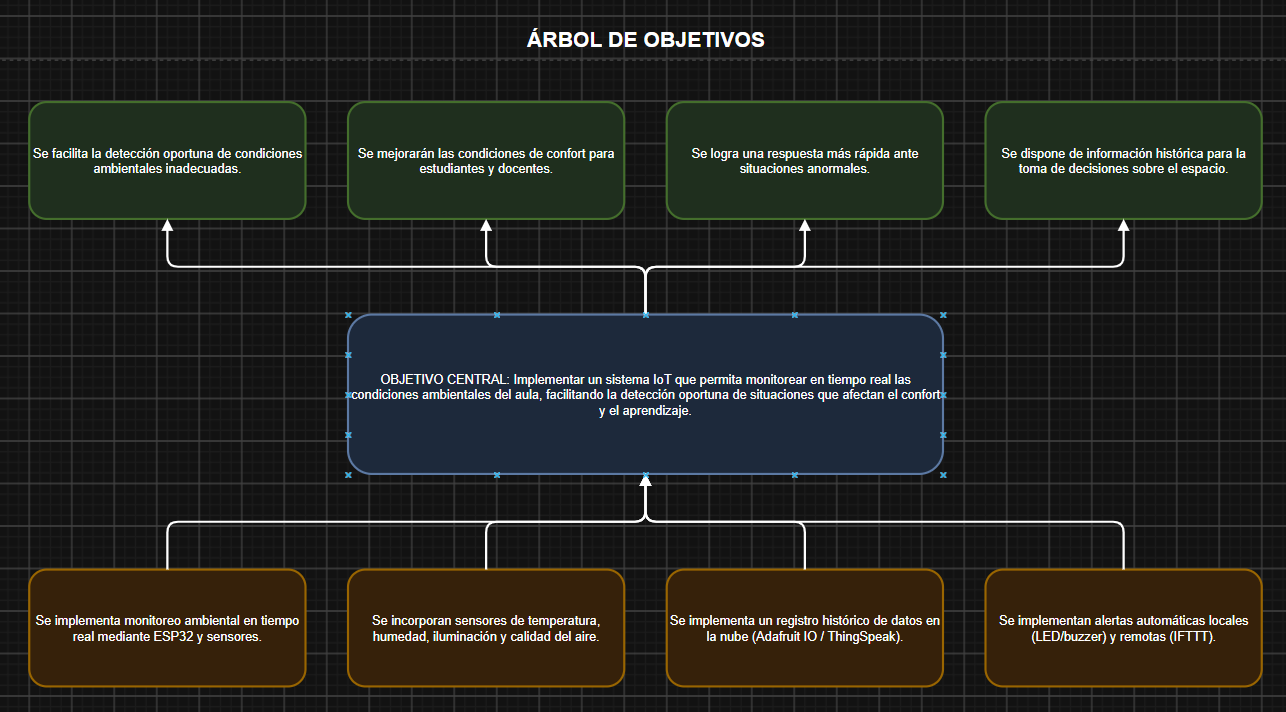 ÁRBOL DE OBJETIVOS
Se facilita la detección oportuna de condiciones
ambientales inadecuadas.
Se mejorarán las condiciones de confort para
estudiantes y docentes.
Se logra una respuesta más rápida ante
situaciones anormales.
Se dispone de información histórica para la
toma de decisiones sobre el espacio.
OBJETIVO CENTRAL: Implementar un sistema IoT que permita monitorear en tiempo real las
condiciones ambientales del aula, facilitando la detección oportuna de situaciones que afectan el confort
y el aprendizaje.
Se implementa monitoreo ambiental en tiempo
real mediante ESP32 y sensores.
Se incorporan sensores de temperatura,
humedad, iluminación y calidad del aire.
Se implementa un registro histórico de datos en
la nube (Adafruit IO / ThingSpeak).
Se implementan alertas automáticas locales
(LED/buzzer) y remotas (IFTTT).